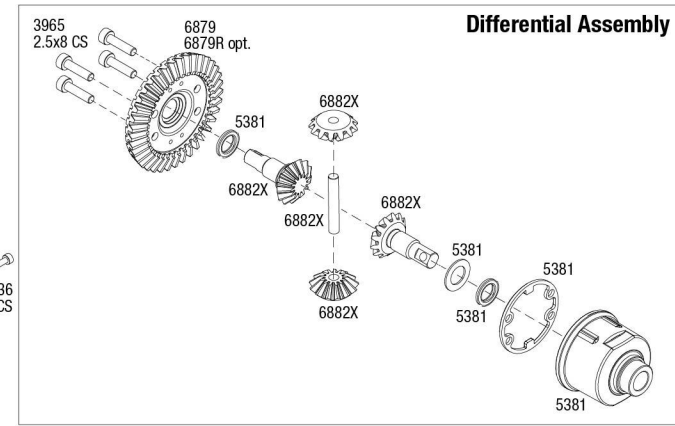 Differential Assembly
3965
2.5x8 CS
6879
6879R opt.
5381
6882X
6882X
6882X
6882X
6882X
5381
5381
5381
5381
36
CS